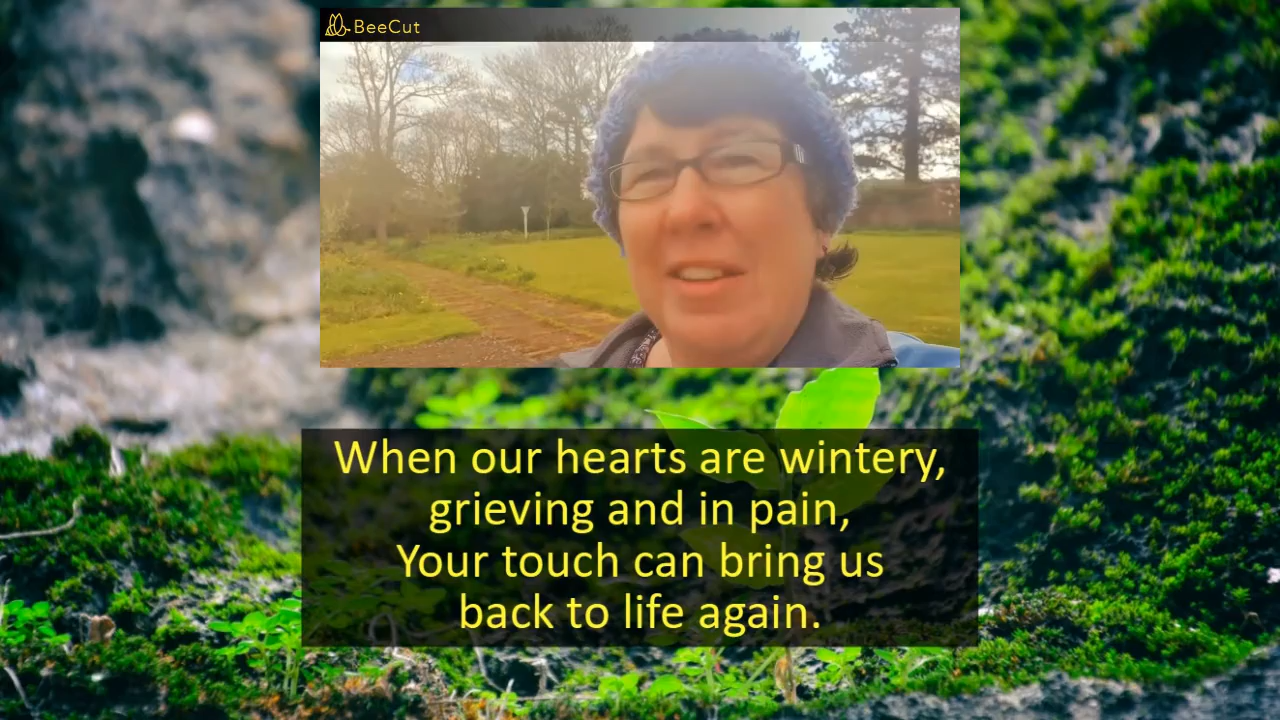 BeeCut
When our hearts are wintery,
grieving and in pain,
Your touch can bring us
back to life again.